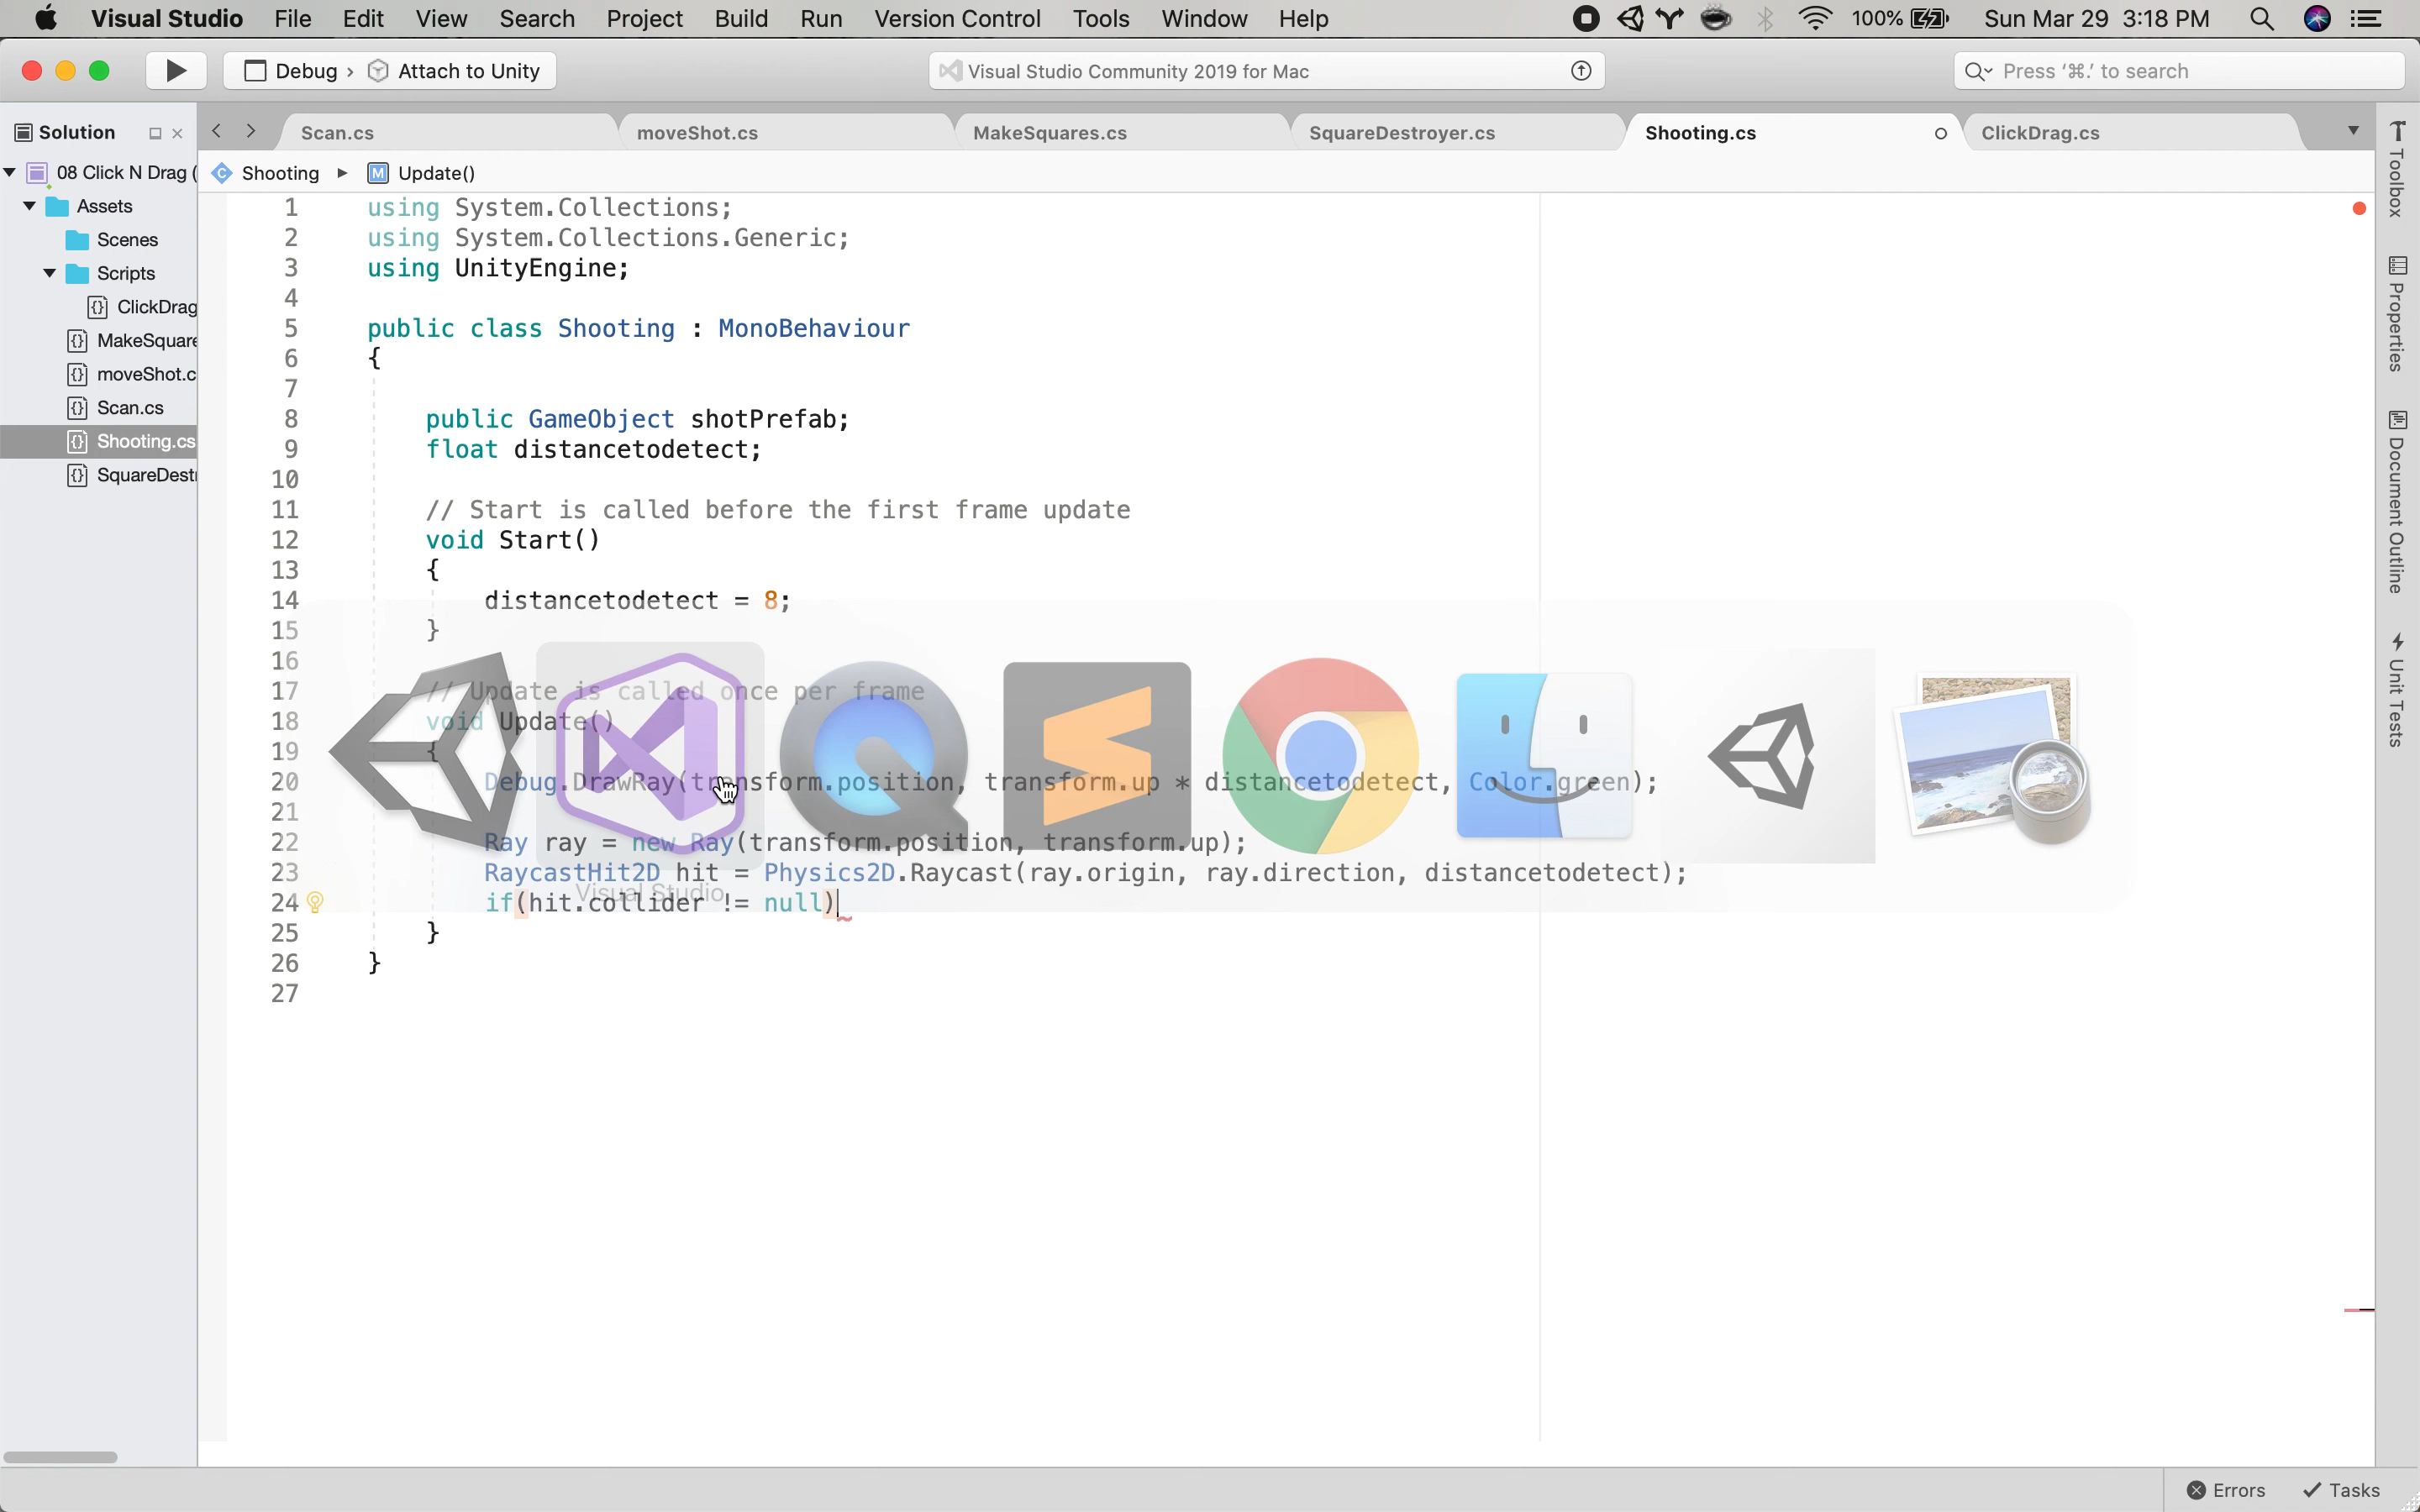 Visual Studio File Edit View Search Project Build Run Version Control Tools Window Help 100% Sun Mar 29 3:18 PM
Debug › Attach to Unity Visual Studio Community 2019 for Mac Press ‘⌘.’ to search
Solution Scan.cs moveShot.cs MakeSquares.cs SquareDestroyer.cs Shooting.cs ClickDrag.cs
08 Click N Drag (
Assets
Scenes
Scripts
ClickDrag
MakeSquare
moveShot.c
Scan.cs
Shooting.cs
SquareDest
Shooting ▶ M Update()
1 using System.Collections;
2 using System.Collections.Generic;
3 using UnityEngine;
4
5 public class Shooting : MonoBehaviour
6 {
7
8 public GameObject shotPrefab;
9 float distancetodetect;
10
11 // Start is called before the first frame update
12 void Start()
13 {
14 distancetodetect = 8;
15 }
16
17 // Update is called once per frame
18 void Update()
19 {
20 Debug.DrawRay(transform.position, transform.up * distancetodetect, Color.green);
21
22 Ray ray = new Ray(transform.position, transform.up);
23 RaycastHit2D hit = Physics2D.Raycast(ray.origin, ray.direction, distancetodetect);
24 if(hit.collider != null)
25 }
26 }
27
Visual Studio
Toolbox
Properties
Document Outline
Unit Tests
Errors Tasks